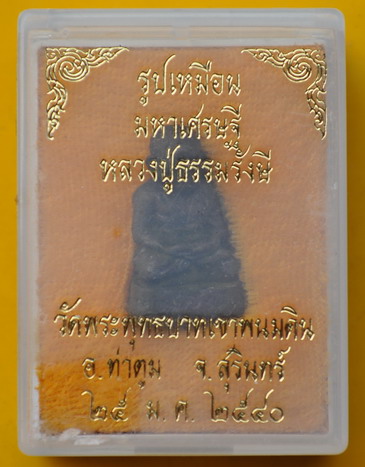 รูปเหมือน
มหาเศรษฐี
หลวงปู่ธรรมรังษี
วัดพระพุทธบาทเขาพนมดิน
อ.ท่าตูม จ.สุรินทร์
๒๕ ม.ค. ๒๕๔๐